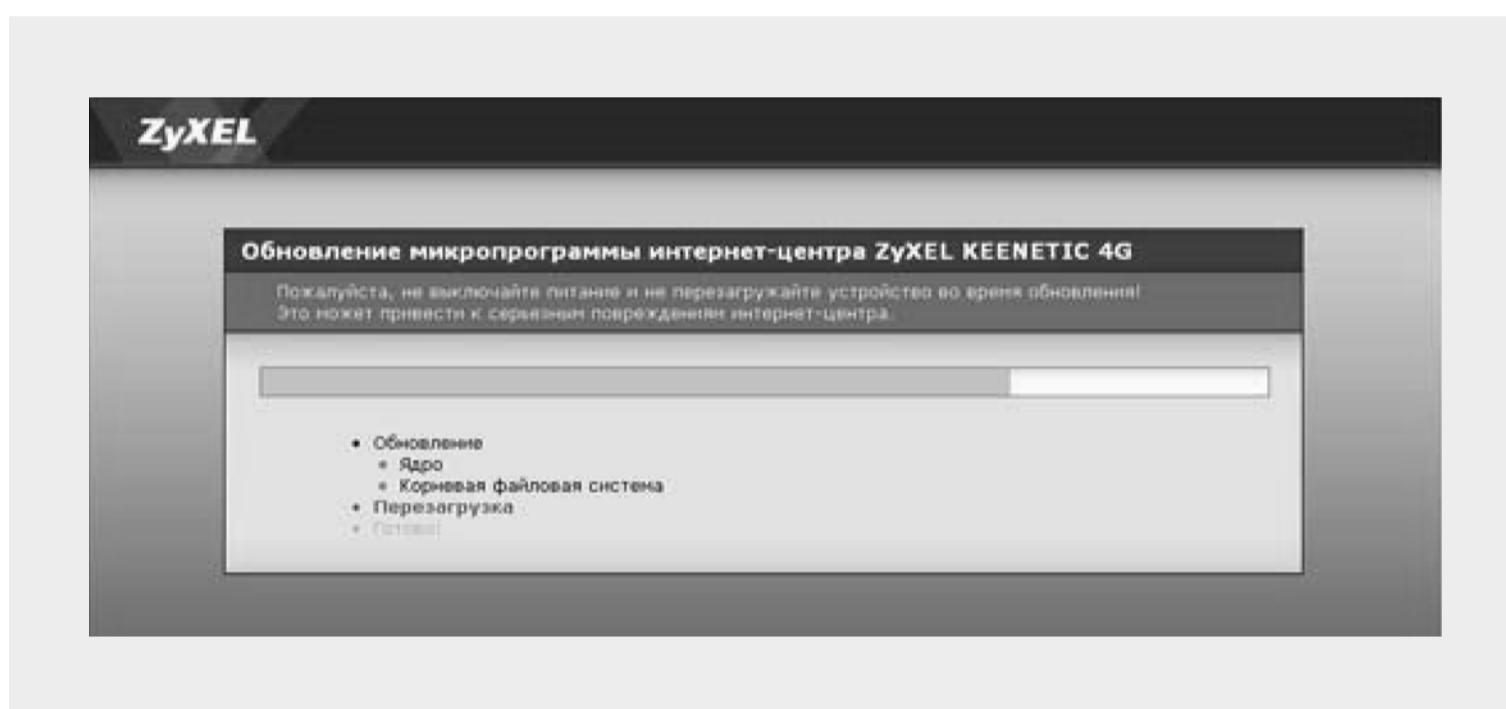 ZyXEL
Обновление микропрограммы интернет-центра ZyXEL KEENETIC 4G
Пожалуйста, не выключайте питание и не перезагружайте устройство во время обновления!
Это может привести к серьезным повреждениям интернет-центра.
• Обновление
• Ядро
• Корневая файловая система
• Перезагрузка
• Готово!